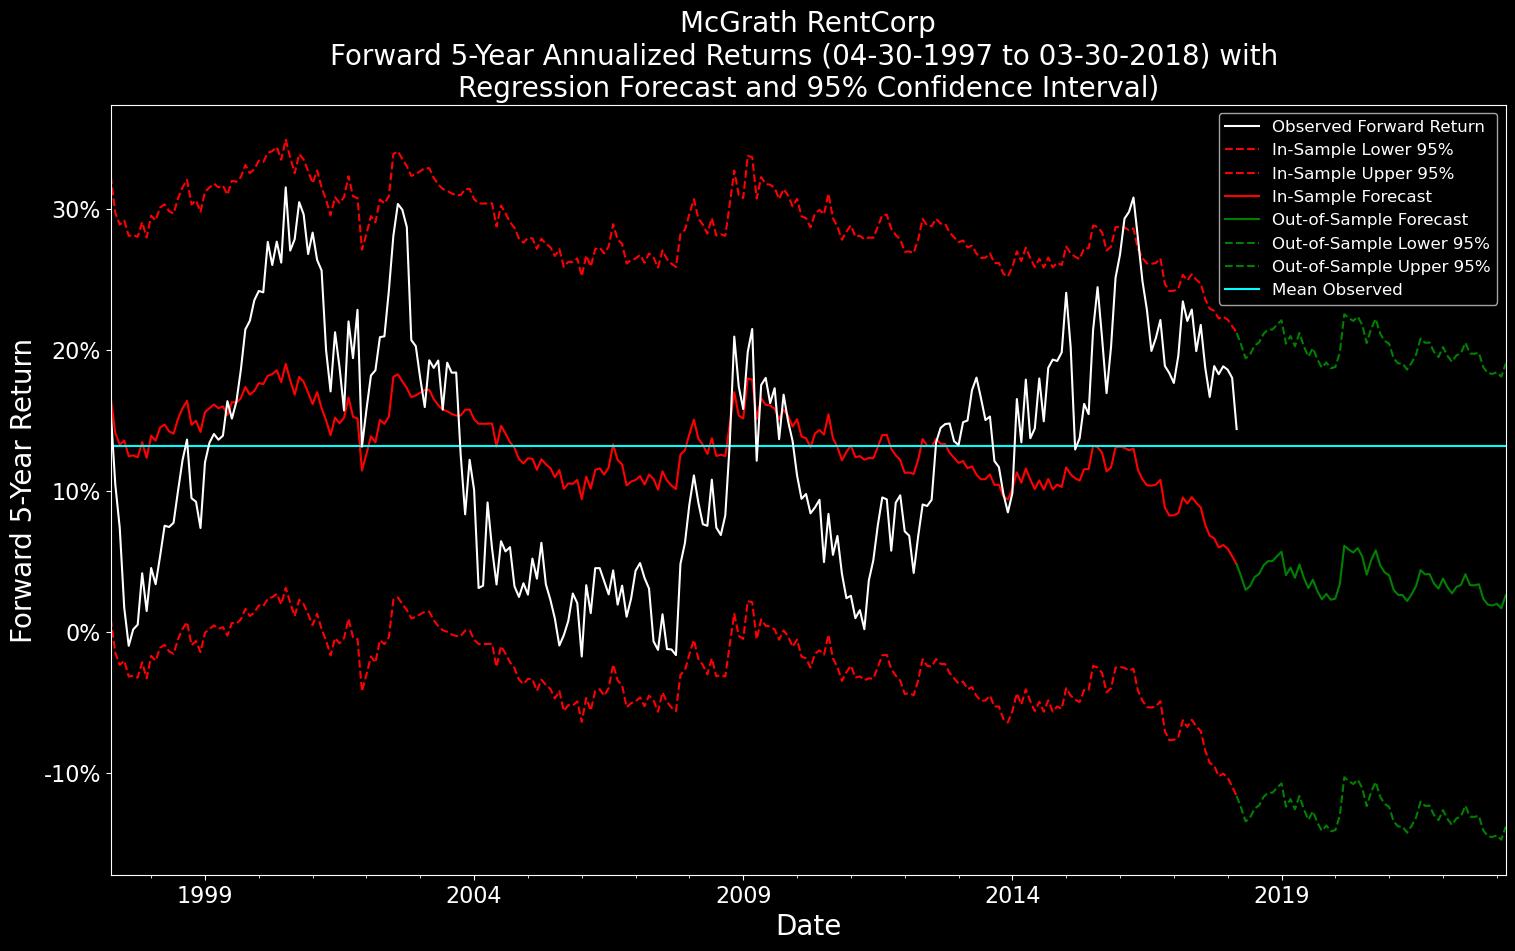 McGrath RentCorp
Forward 5-Year Annualized Returns (04-30-1997 to 03-30-2018) with
Regression Forecast and 95% Confidence Interval)
Observed Forward Return
In-Sample Lower 95%
In-Sample Upper 95%
In-Sample Forecast
Out-of-Sample Forecast
Out-of-Sample Lower 95%
Out-of-Sample Upper 95%
Mean Observed
Forward 5-Year Return
30%
20%
10%
0%
-10%
1999
2004
2009
2014
2019
Date